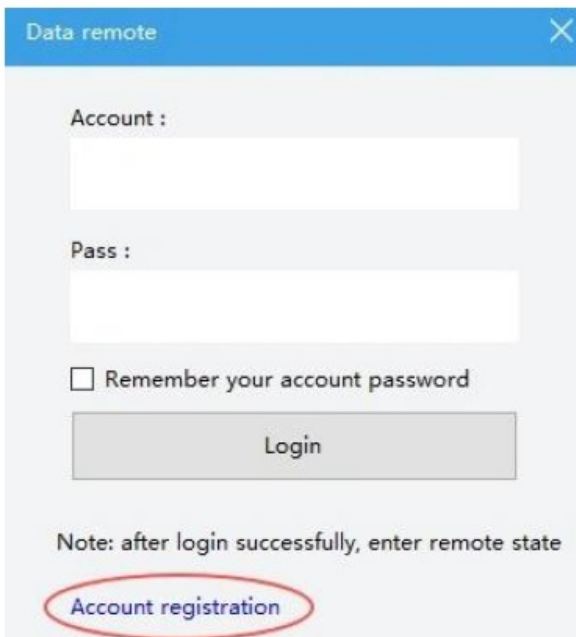 Data remote
Account :
Pass :
Remember your account password
Login
Note: after login successfully, enter remote state
Account registration